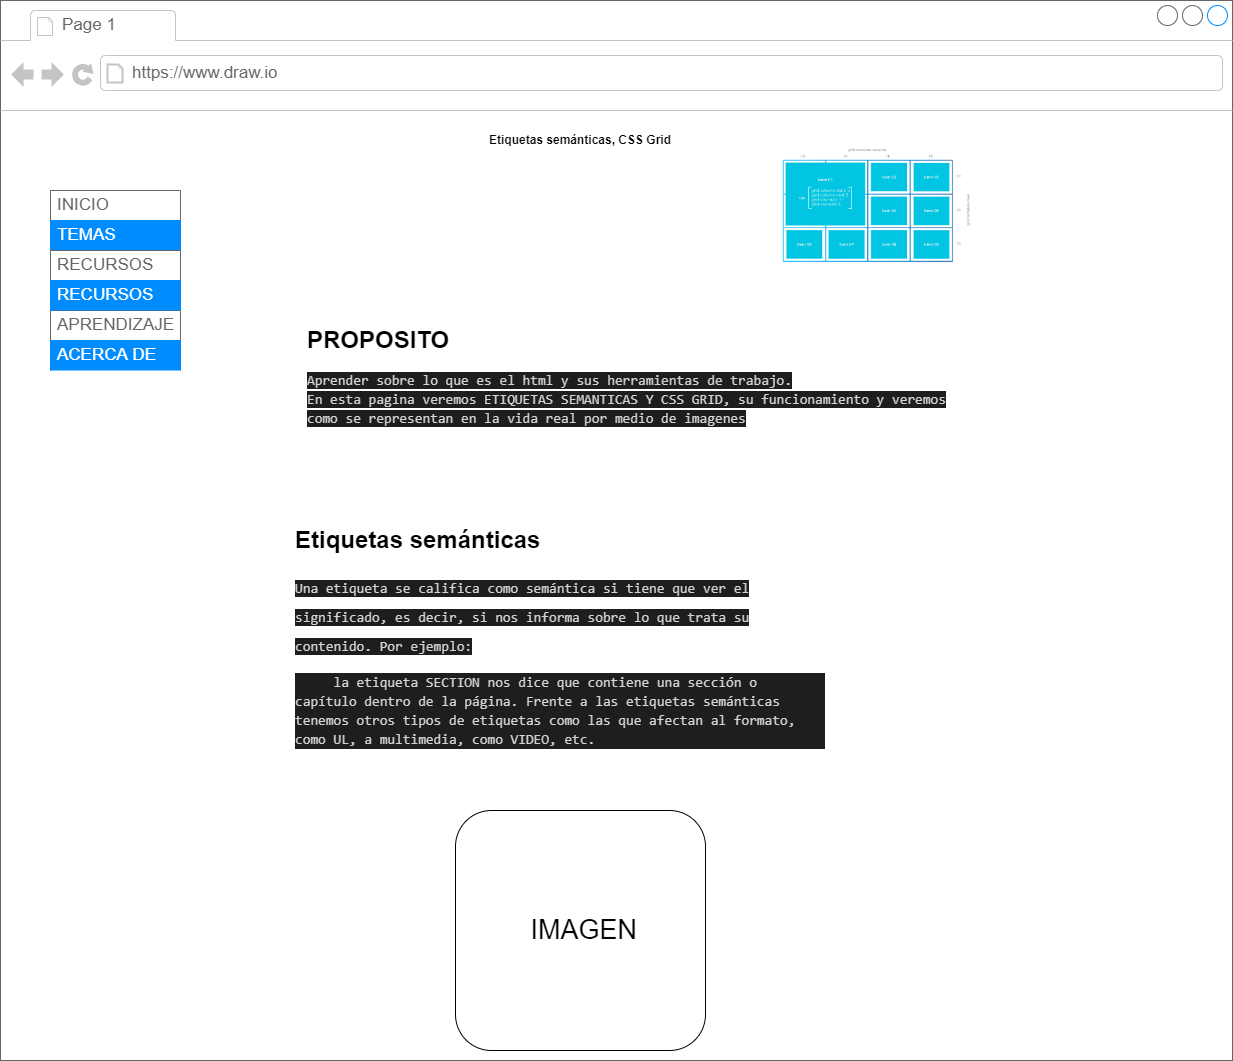 Page 1
https://www.draw.io
Etiquetas semánticas, CSS Grid
INICIO
TEMAS
RECURSOS
RECURSOS
APRENDIZAJE
ACERCA DE
PROPOSITO
Aprender sobre lo que es el html y sus herramientas de trabajo.
En esta pagina veremos ETIQUETAS SEMANTICAS Y CSS GRID, su funcionamiento y veremos
como se representan en la vida real por medio de imagenes
Etiquetas semánticas
Una etiqueta se califica como semántica si tiene que ver el
significado, es decir, si nos informa sobre lo que trata su
contenido. Por ejemplo:
la etiqueta SECTION nos dice que contiene una sección o
capítulo dentro de la página. Frente a las etiquetas semánticas
tenemos otros tipos de etiquetas como las que afectan al formato,
como UL, a multimedia, como VIDEO, etc.
IMAGEN